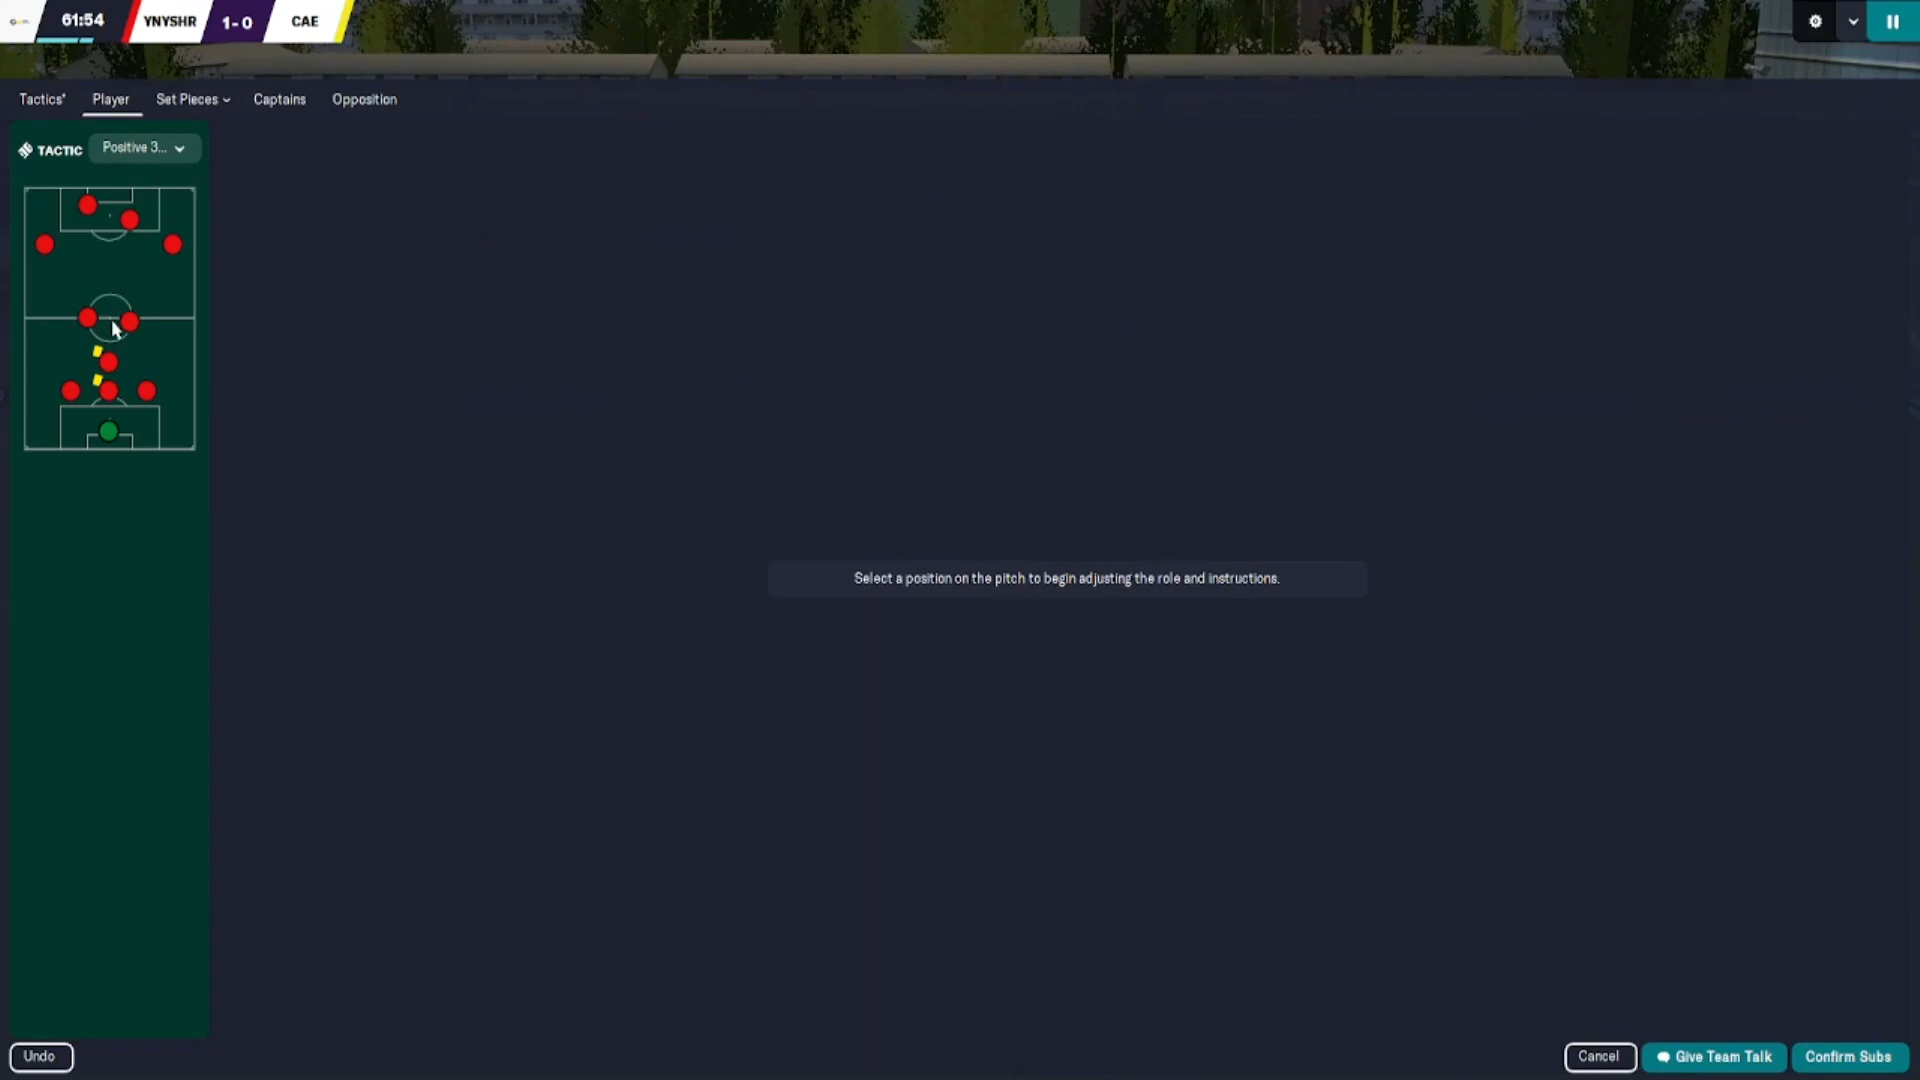 61:54 YNYSHR 1 - 0 CAE
Tactics* Player Set Pieces Captains Opposition
TACTIC Positive 3...
Select a position on the pitch to begin adjusting the role and instructions.
Undo Cancel Give Team Talk Confirm Subs